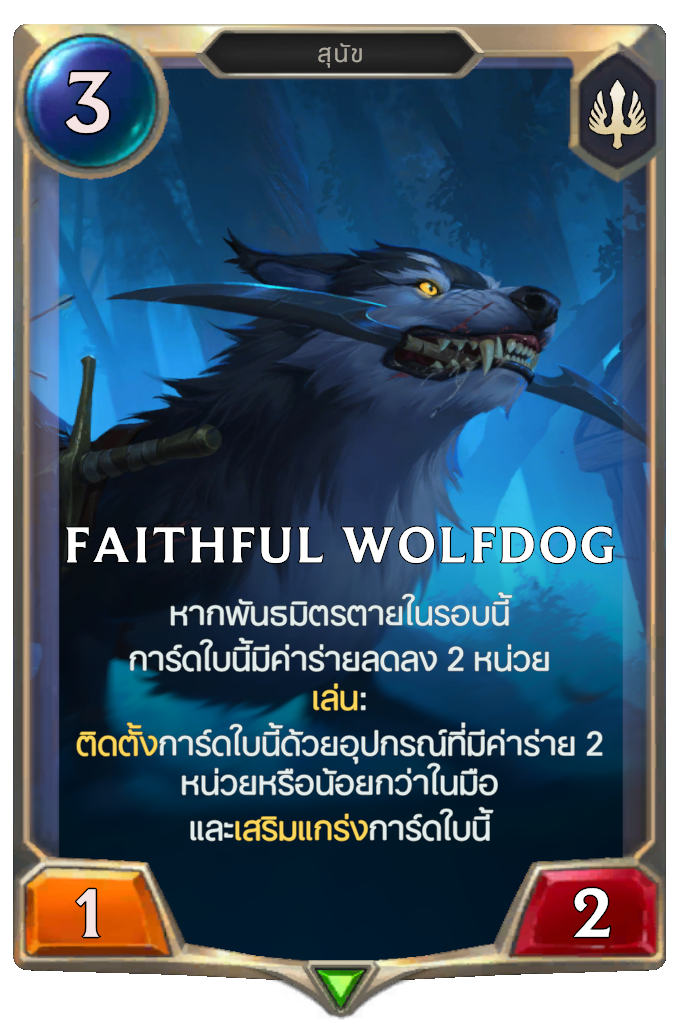 สุนัข
3
FAITHFUL WOLFDOG
หากพันธมิตรตายในรอบนี้
การ์ดใบนี้มีค่าร่ายลดลง 2 หน่วย
เล่น:
ติดตั้งการ์ดใบนี้ด้วยอุปกรณ์ที่มีค่าร่าย 2
หน่วยหรือน้อยกว่าในมือ
และเสริมแกร่งการ์ดใบนี้
1
2